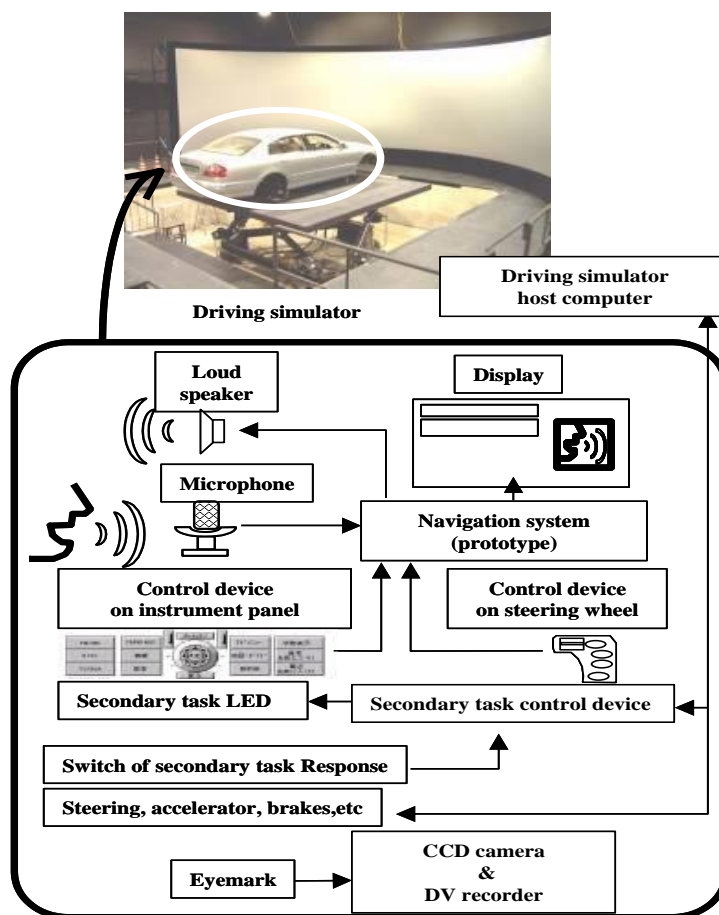 Driving simulator
Driving simulator
host computer
Loud
speaker
Display
Microphone
Navigation system
(prototype)
Control device
on instrument panel
Control device
on steering wheel
Secondary task LED
Secondary task control device
Switch of secondary task Response
Steering, accelerator, brakes,etc
Eyemark
CCD camera
&
DV recorder